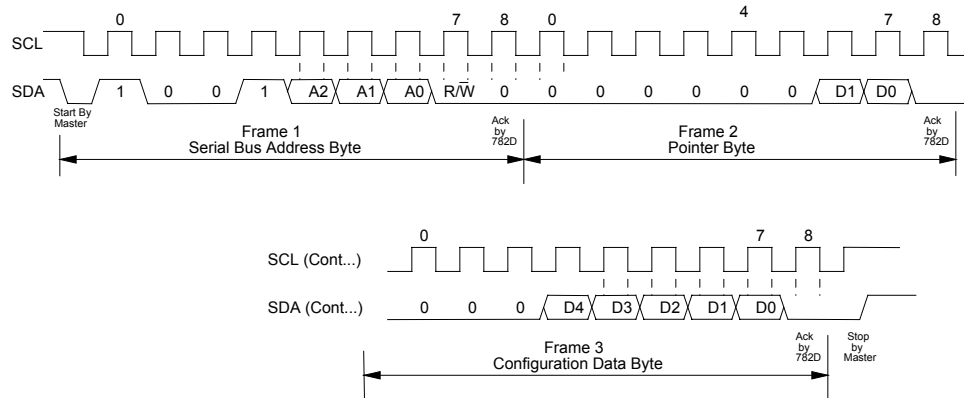 0 7 8 0 4 7 8
SCL
SDA 1 0 0 1 A2 A1 A0 R/W̅ 0 0 0 0 0 0 0 D1 D0
Start By
Master
Ack
by
782D
Ack
by
782D
Frame 1
Serial Bus Address Byte
Frame 2
Pointer Byte
0 7 8
SCL (Cont...)
SDA (Cont...) 0 0 0 D4 D3 D2 D1 D0
Ack
by
782D
Stop
by
Master
Frame 3
Configuration Data Byte